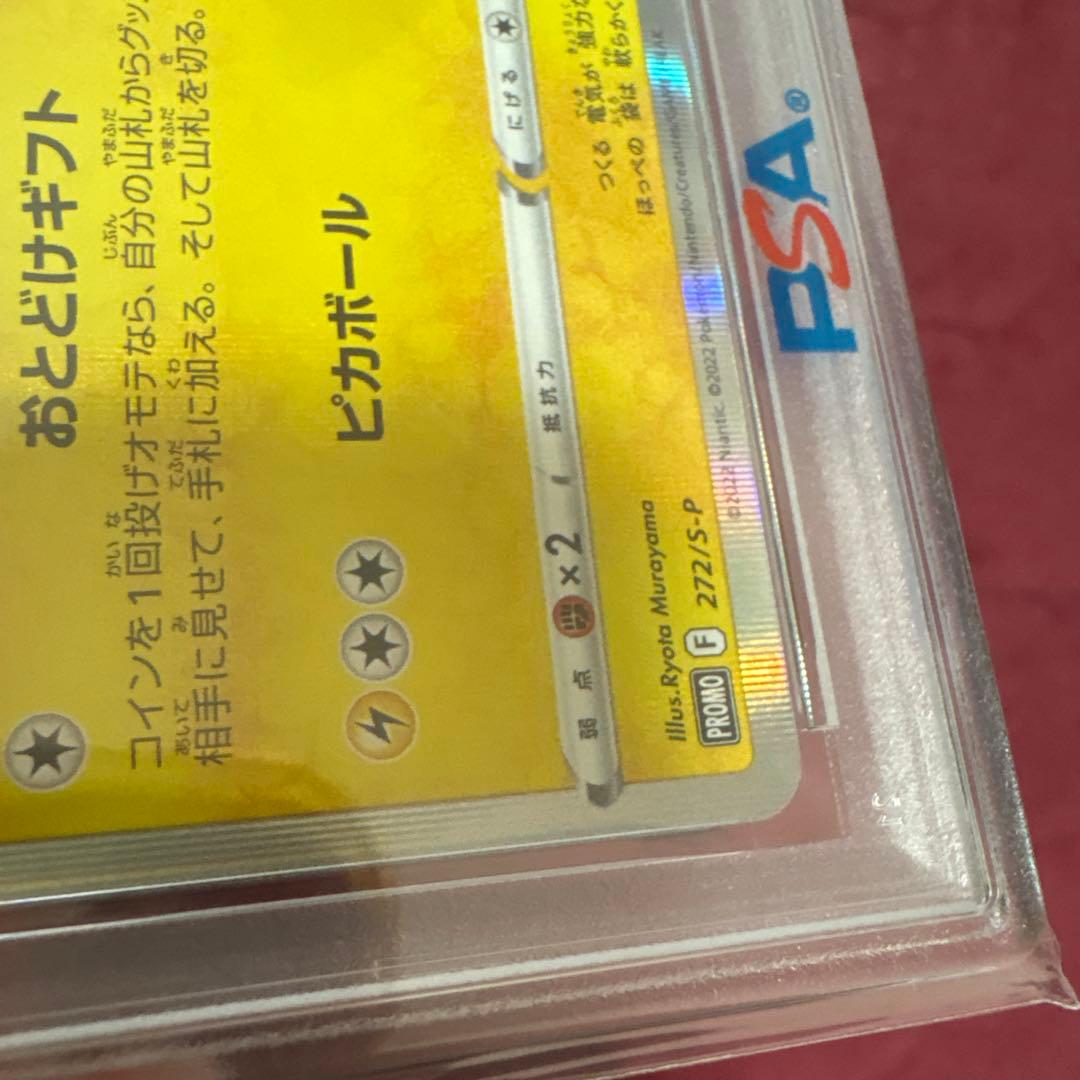 おとどけギフト
コインを1回投げオモテなら、自分の山札からグッ
相手に見せて、手札に加える。そして山札を切る。
ピカボール
弱点 ×2 抵抗力 にげる
Illus. Ryota Murayama
つくる 電気が 強力な
PROMO F 272/S-P
ほっぺの 袋は 軟らかく
©2022 Niantic. ©2022 Pokémon/Nintendo/Creatures/GAME FREAK
PSA®